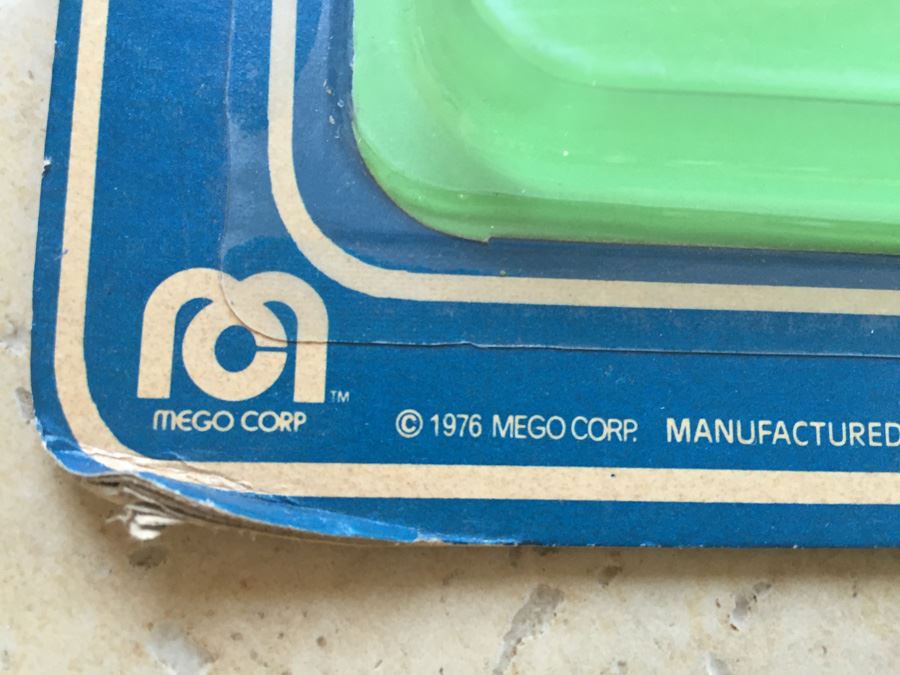 MEGO CORP ™
© 1976 MEGO CORP. MANUFACTURED